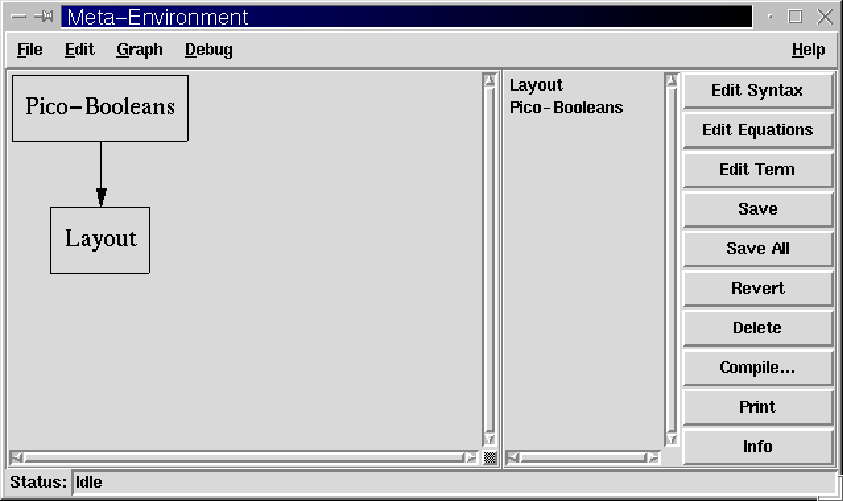 Meta-Environment
File Edit Graph Debug Help
Pico-Booleans
Layout
Layout
Pico-Booleans
Edit Syntax
Edit Equations
Edit Term
Save
Save All
Revert
Delete
Compile...
Print
Info
Status: Idle